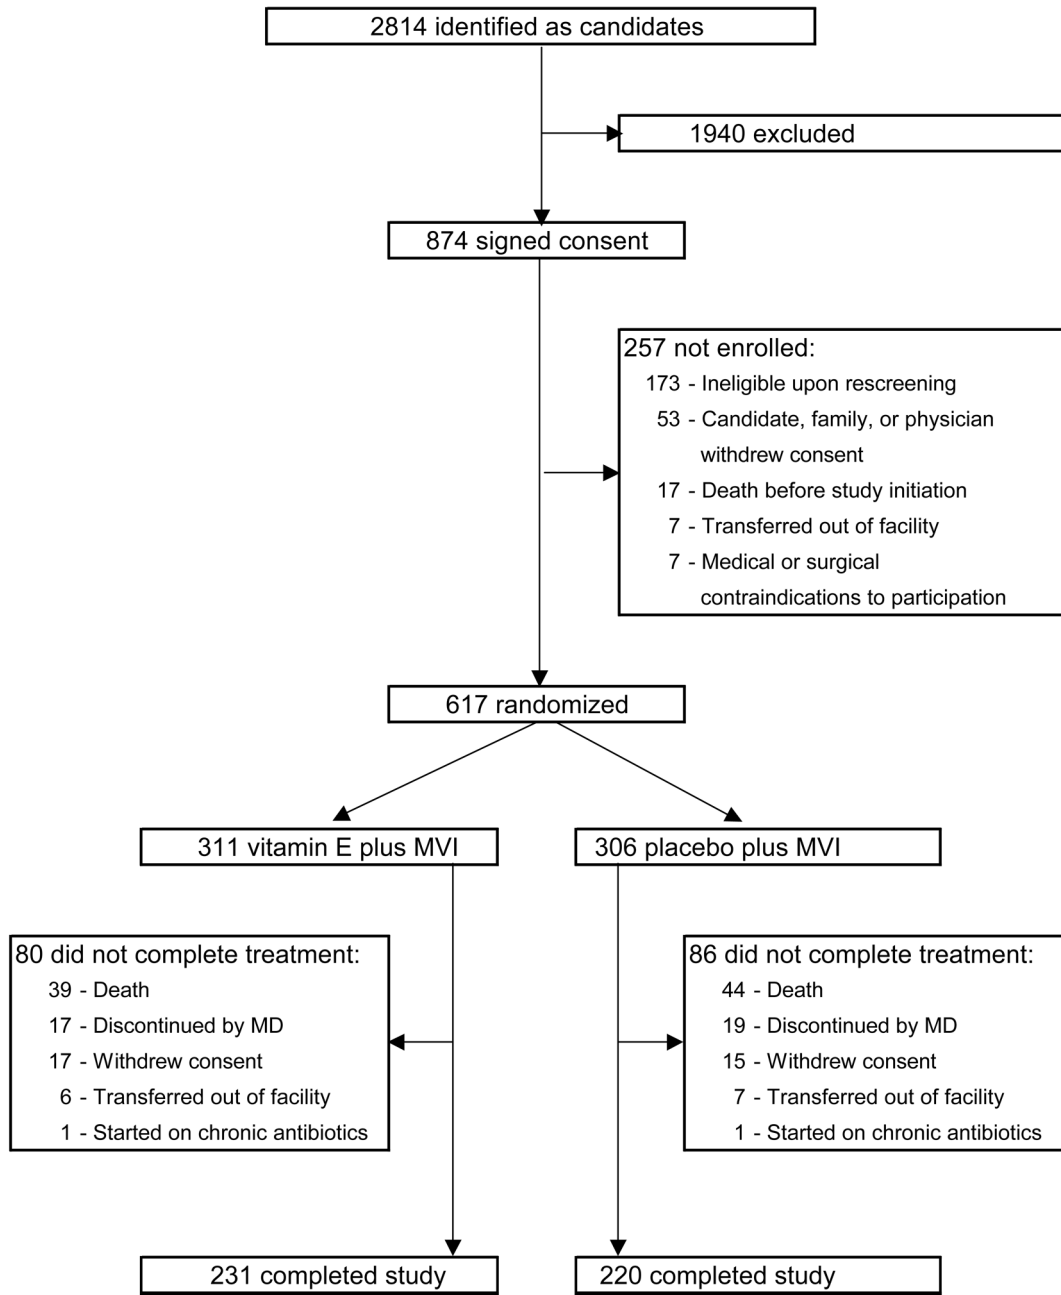 2814 identified as candidates
1940 excluded
874 signed consent
257 not enrolled:
173 - Ineligible upon rescreening
53 - Candidate, family, or physician
withdrew consent
17 - Death before study initiation
7 - Transferred out of facility
7 - Medical or surgical
contraindications to participation
617 randomized
311 vitamin E plus MVI
306 placebo plus MVI
80 did not complete treatment:
39 - Death
17 - Discontinued by MD
17 - Withdrew consent
6 - Transferred out of facility
1 - Started on chronic antibiotics
86 did not complete treatment:
44 - Death
19 - Discontinued by MD
15 - Withdrew consent
7 - Transferred out of facility
1 - Started on chronic antibiotics
231 completed study
220 completed study